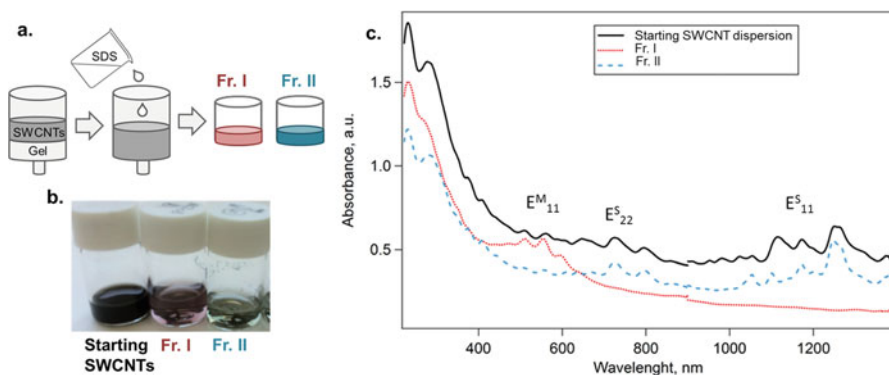 a.
SDS
SWCNTs
Gel
Fr. I
Fr. II
b.
Starting
SWCNTs
Fr. I
Fr. II
c.
Starting SWCNT dispersion
Fr. I
Fr. II
Absorbance, a.u.
1.5
1.0
0.5
E^M_11
E^S_22
E^S_11
400
600
800
1000
1200
Wavelenght, nm